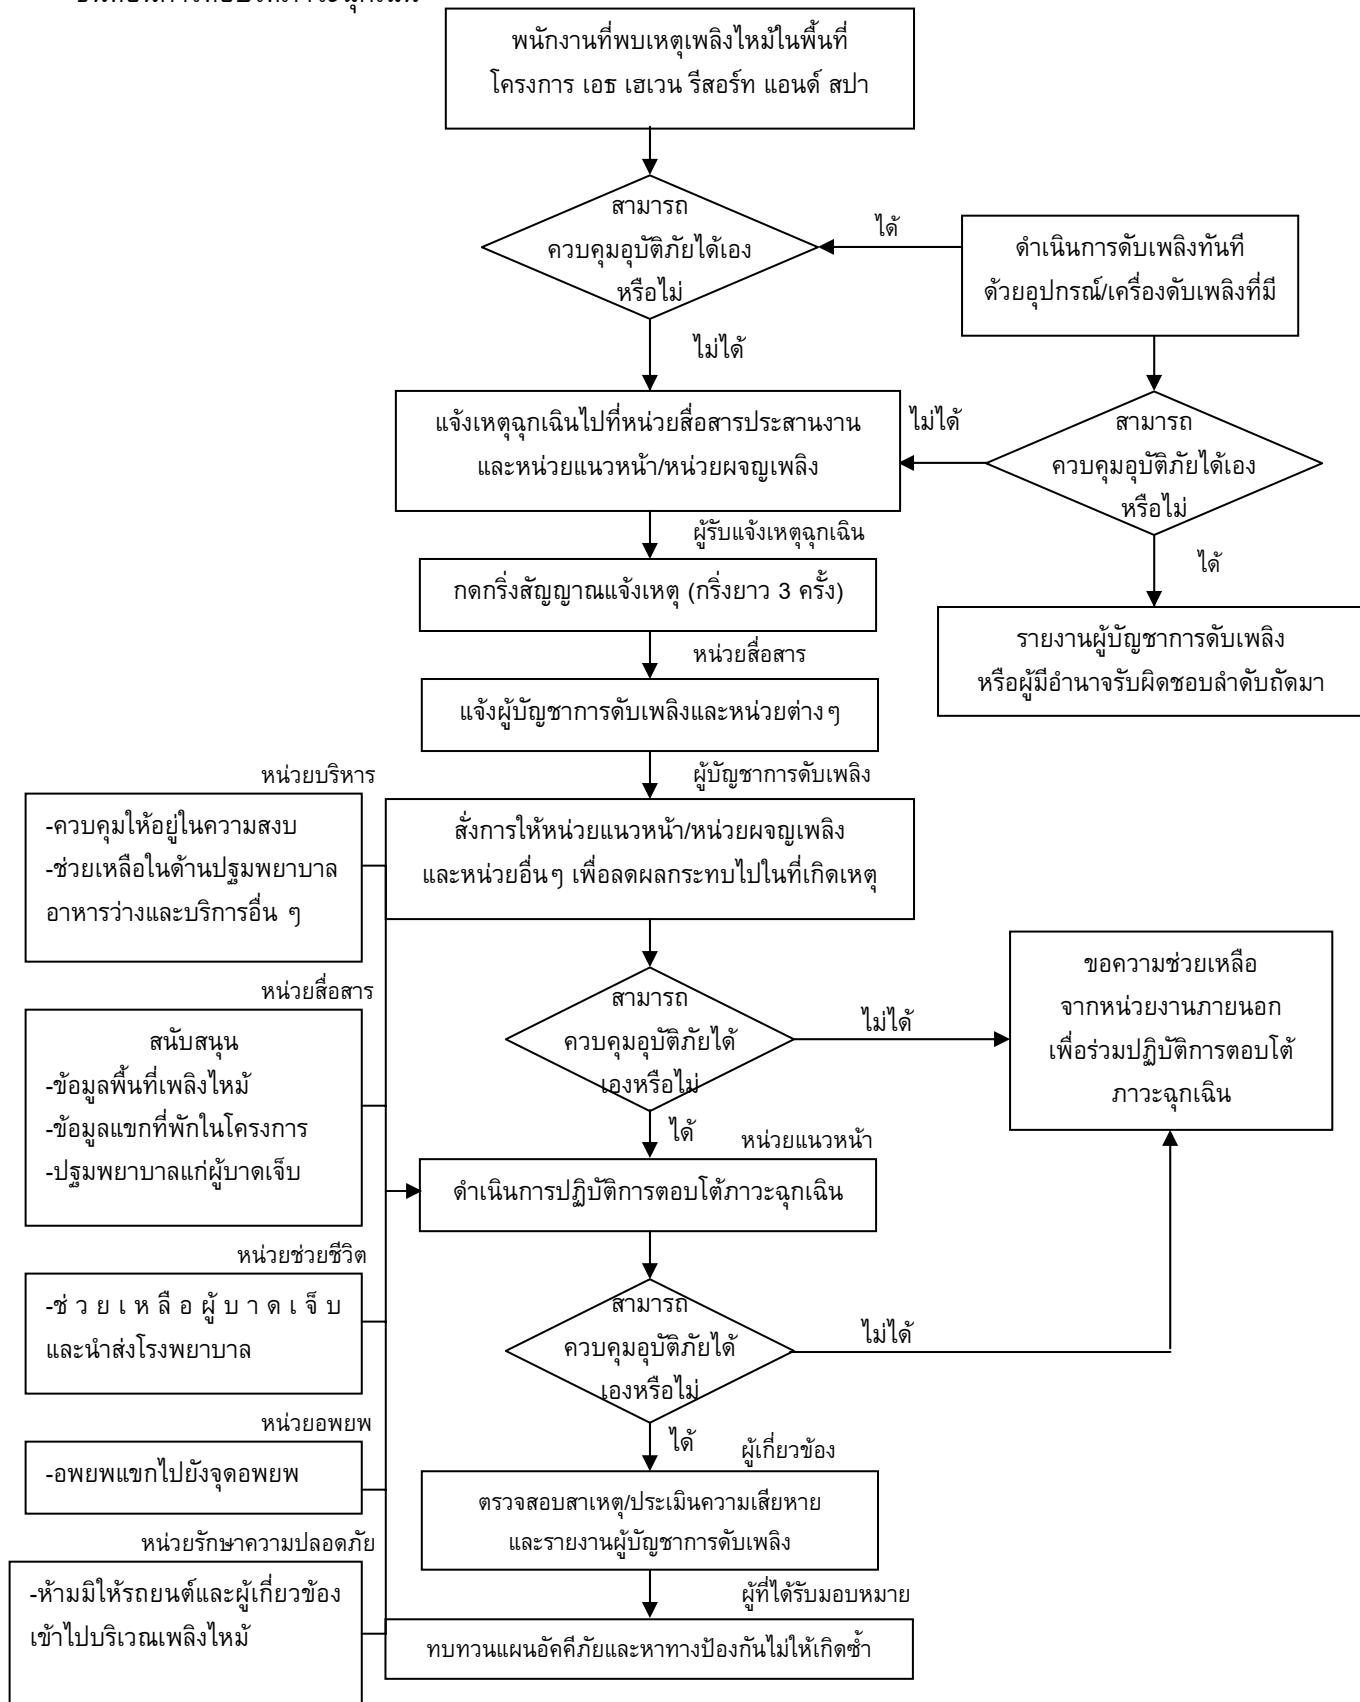 พนักงานที่พบเหตุเพลิงไหม้ในพื้นที่
โครงการ เอธ เฮเวน รีสอร์ท แอนด์ สปา
สามารถ
ควบคุมอุบัติภัยได้เอง
หรือไม่
ได้
ดำเนินการดับเพลิงทันที
ด้วยอุปกรณ์/เครื่องดับเพลิงที่มี
ไม่ได้
แจ้งเหตุฉุกเฉินไปที่หน่วยสื่อสารประสานงาน
และหน่วยแนวหน้า/หน่วยผจญเพลิง
ไม่ได้
สามารถ
ควบคุมอุบัติภัยได้เอง
หรือไม่
ผู้รับแจ้งเหตุฉุกเฉิน
ได้
กดกริ่งสัญญาณแจ้งเหตุ (กริ่งยาว 3 ครั้ง)
รายงานผู้บัญชาการดับเพลิง
หรือผู้มีอำนาจรับผิดชอบลำดับถัดมา
หน่วยสื่อสาร
แจ้งผู้บัญชาการดับเพลิงและหน่วยต่างๆ
ผู้บัญชาการดับเพลิง
หน่วยบริหาร
-ควบคุมให้อยู่ในความสงบ
-ช่วยเหลือในด้านปฐมพยาบาล
อาหารว่างและบริการอื่น ๆ
สั่งการให้หน่วยแนวหน้า/หน่วยผจญเพลิง
และหน่วยอื่นๆ เพื่อลดผลกระทบไปในที่เกิดเหตุ
หน่วยสื่อสาร
สนับสนุน
-ข้อมูลพื้นที่เพลิงไหม้
-ข้อมูลแขกที่พักในโครงการ
-ปฐมพยาบาลแก่ผู้บาดเจ็บ
สามารถ
ควบคุมอุบัติภัยได้
เองหรือไม่
ไม่ได้
ขอความช่วยเหลือ
จากหน่วยงานภายนอก
เพื่อร่วมปฏิบัติการตอบโต้
ภาวะฉุกเฉิน
ได้
หน่วยแนวหน้า
ดำเนินการปฏิบัติการตอบโต้ภาวะฉุกเฉิน
หน่วยช่วยชีวิต
-ช่วยเหลือผู้บาดเจ็บ
และนำส่งโรงพยาบาล
สามารถ
ควบคุมอุบัติภัยได้
เองหรือไม่
ไม่ได้
หน่วยอพยพ
-อพยพแขกไปยังจุดอพยพ
ได้
ผู้เกี่ยวข้อง
ตรวจสอบสาเหตุ/ประเมินความเสียหาย
และรายงานผู้บัญชาการดับเพลิง
หน่วยรักษาความปลอดภัย
-ห้ามมิให้รถยนต์และผู้เกี่ยวข้อง
เข้าไปบริเวณเพลิงไหม้
ผู้ที่ได้รับมอบหมาย
ทบทวนแผนอัคคีภัยและหาทางป้องกันไม่ให้เกิดซ้ำ